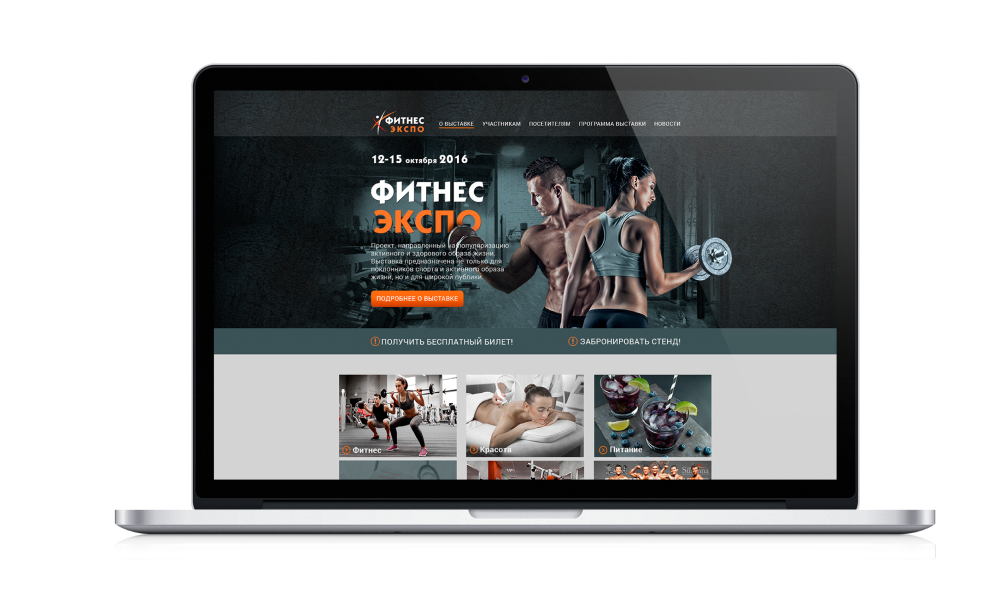 ФИТНЕС
ЭКСПО
О ВЫСТАВКЕ УЧАСТНИКАМ ПОСЕТИТЕЛЯМ ПРОГРАММА ВЫСТАВКИ НОВОСТИ
12-15 октября 2016
ФИТНЕС
ЭКСПО
Проект, направленный на популяризацию
активного и здорового образа жизни.
Выставка предназначена не только для
поклонников спорта и активного образа
жизни, но и для широкой публики.
ПОДРОБНЕЕ О ВЫСТАВКЕ
ПОЛУЧИТЬ БЕСПЛАТНЫЙ БИЛЕТ! ЗАБРОНИРОВАТЬ СТЕНД!
Фитнес Красота Питание